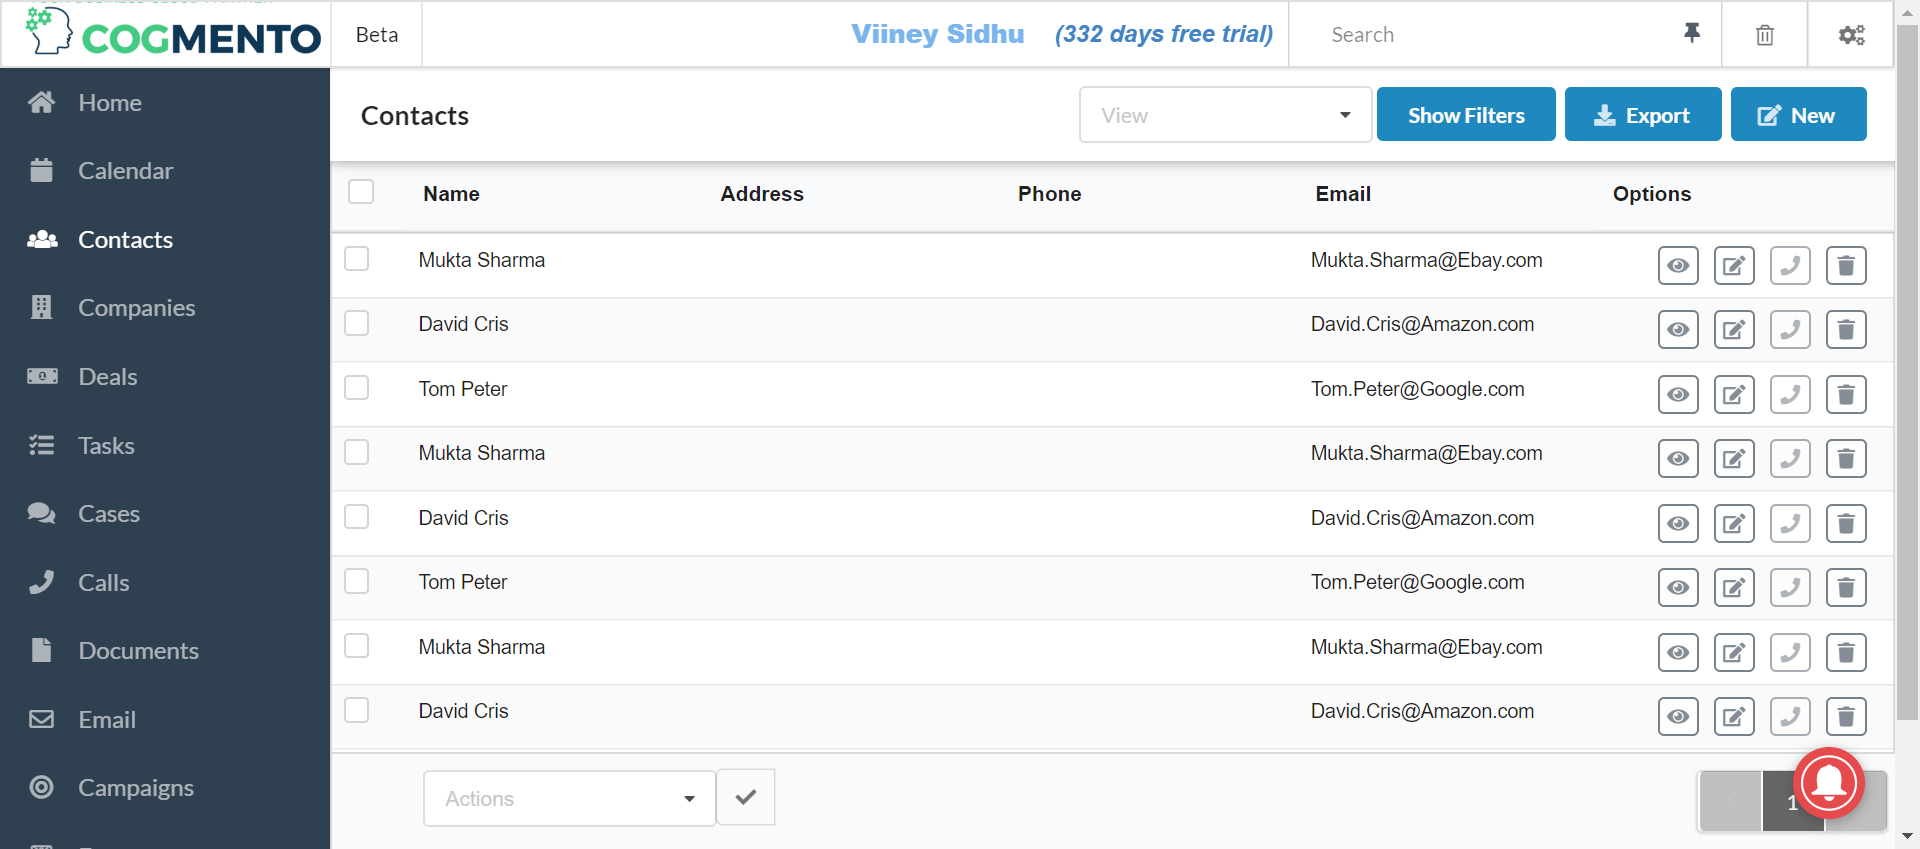 COGMENTO
Beta
Viiney Sidhu
(332 days free trial)
Search
Home
Calendar
Contacts
Companies
Deals
Tasks
Cases
Calls
Documents
Email
Campaigns
Contacts
View
Show Filters
Export
New
Name Address Phone Email Options
Mukta Sharma Mukta.Sharma@Ebay.com
David Cris David.Cris@Amazon.com
Tom Peter Tom.Peter@Google.com
Mukta Sharma Mukta.Sharma@Ebay.com
David Cris David.Cris@Amazon.com
Tom Peter Tom.Peter@Google.com
Mukta Sharma Mukta.Sharma@Ebay.com
David Cris David.Cris@Amazon.com
Actions
1